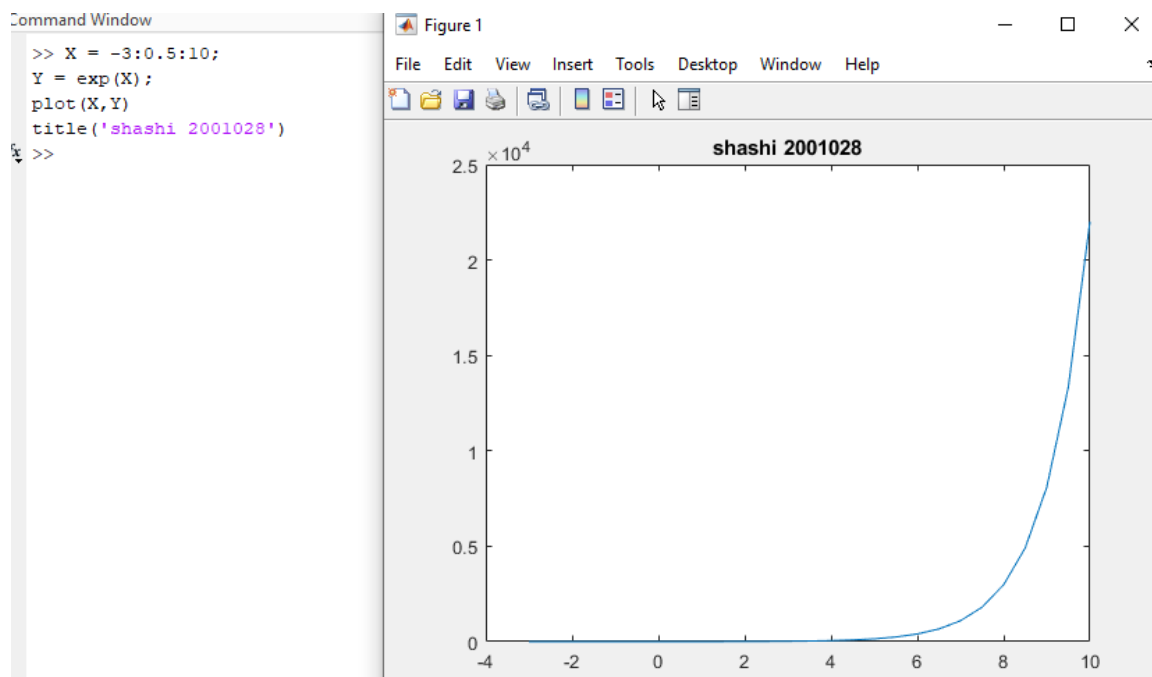 Command Window
>> X = -3:0.5:10;
Y = exp(X);
plot(X,Y)
title('shashi 2001028')
fx >>
Figure 1
File Edit View Insert Tools Desktop Window Help
shashi 2001028
×10⁴
2.5
2
1.5
1
0.5
0
-4 -2 0 2 4 6 8 10